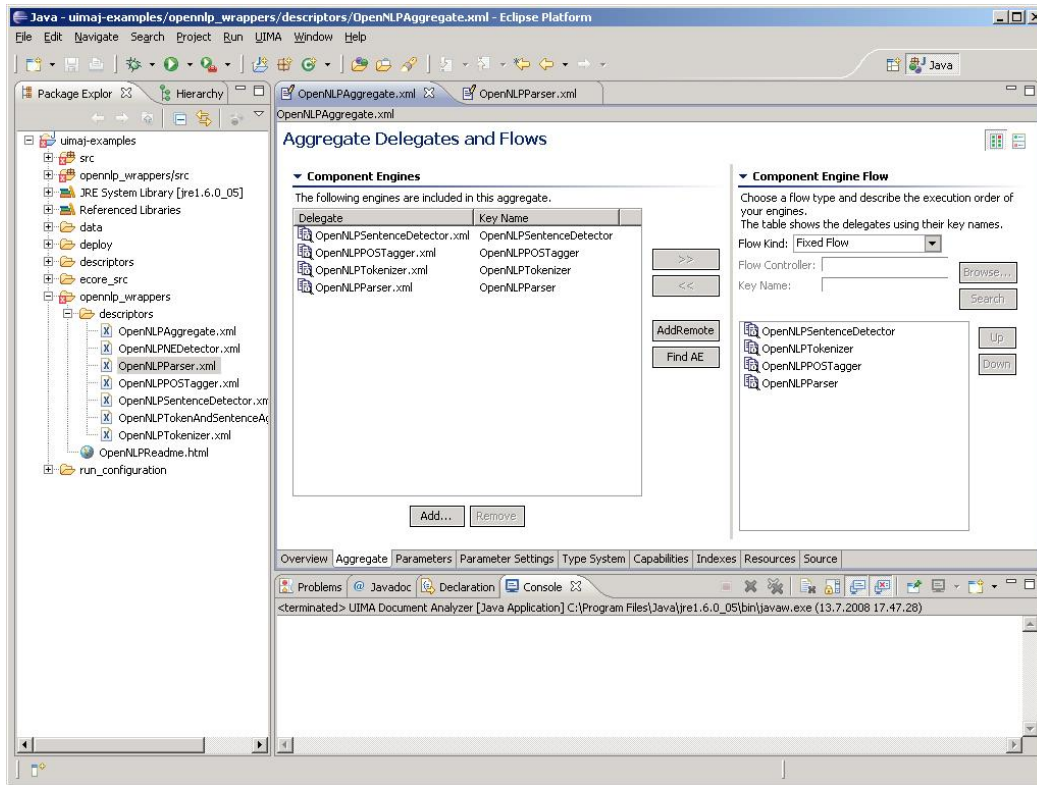 Java - uimaj-examples/opennlp_wrappers/descriptors/OpenNLPAggregate.xml - Eclipse Platform
File Edit Navigate Search Project Run UIMA Window Help
Java
Package Explor
Hierarchy
OpenNLPAggregate.xml
OpenNLPParser.xml
OpenNLPAggregate.xml
uimaj-examples
src
opennlp_wrappers/src
JRE System Library [jre1.6.0_05]
Referenced Libraries
data
deploy
descriptors
ecore_src
opennlp_wrappers
descriptors
OpenNLPAggregate.xml
OpenNLPNEDetector.xml
OpenNLPParser.xml
OpenNLPPOSTagger.xml
OpenNLPSentenceDetector.xm
OpenNLPTokenAndSentenceAg
OpenNLPTokenizer.xml
OpenNLPReadme.html
run_configuration
Aggregate Delegates and Flows
Component Engines
The following engines are included in this aggregate.
Delegate Key Name
OpenNLPSentenceDetector.xml OpenNLPSentenceDetector
OpenNLPPOSTagger.xml OpenNLPPOSTagger
OpenNLPTokenizer.xml OpenNLPTokenizer
OpenNLPParser.xml OpenNLPParser
>>
<<
AddRemote
Find AE
Add... Remove
Component Engine Flow
Choose a flow type and describe the execution order of
your engines.
The table shows the delegates using their key names.
Flow Kind: Fixed Flow
Flow Controller:
Browse...
Key Name:
Search
OpenNLPSentenceDetector
OpenNLPTokenizer
OpenNLPPOSTagger
OpenNLPParser
Up
Down
Overview Aggregate Parameters Parameter Settings Type System Capabilities Indexes Resources Source
Problems @ Javadoc Declaration Console
<terminated> UIMA Document Analyzer [Java Application] C:\Program Files\Java\jre1.6.0_05\bin\javaw.exe (13.7.2008 17.47.28)